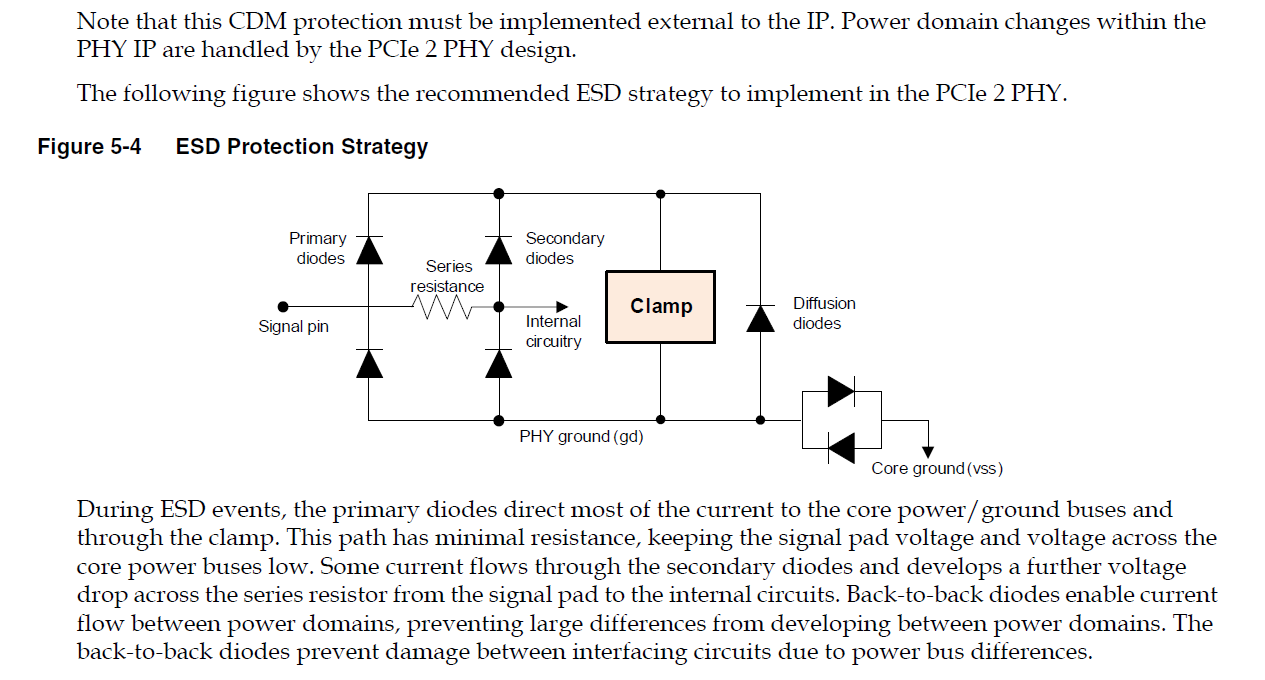 Note that this CDM protection must be implemented external to the IP. Power domain changes within the
PHY IP are handled by the PCIe 2 PHY design.
The following figure shows the recommended ESD strategy to implement in the PCIe 2 PHY.
Figure 5-4 ESD Protection Strategy
Primary
diodes
Secondary
diodes
Series
resistance
Signal pin
Internal
circuitry
Clamp
Diffusion
diodes
PHY ground (gd)
Core ground (vss)
During ESD events, the primary diodes direct most of the current to the core power/ground buses and
through the clamp. This path has minimal resistance, keeping the signal pad voltage and voltage across the
core power buses low. Some current flows through the secondary diodes and develops a further voltage
drop across the series resistor from the signal pad to the internal circuits. Back-to-back diodes enable current
flow between power domains, preventing large differences from developing between power domains. The
back-to-back diodes prevent damage between interfacing circuits due to power bus differences.